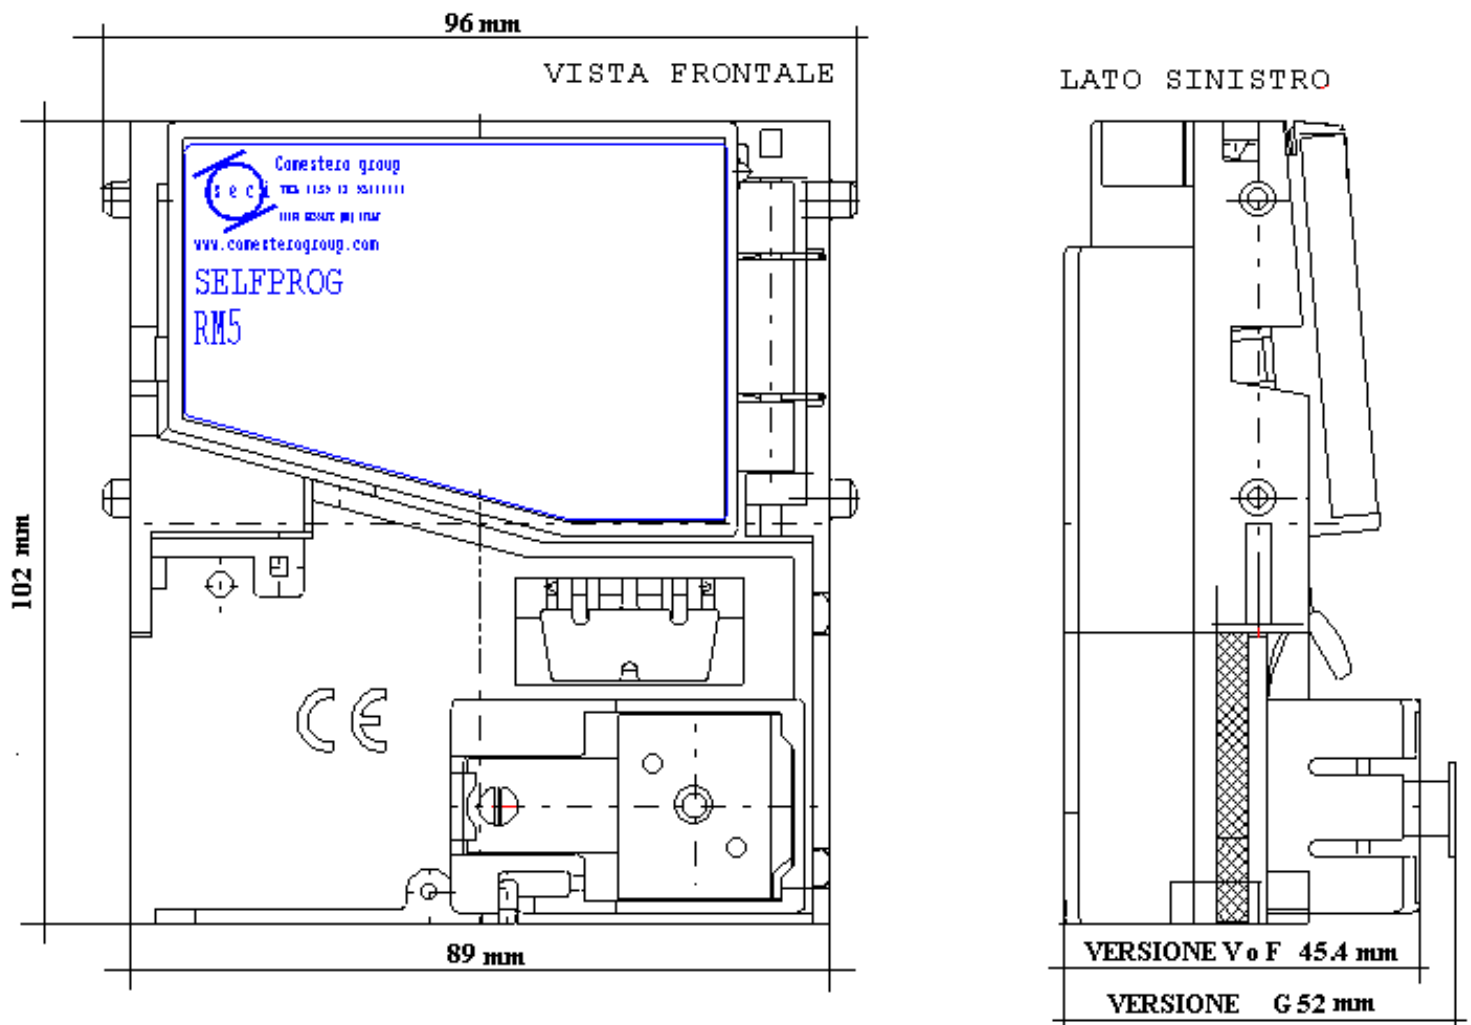 96 mm
VISTA FRONTALE
LATO SINISTRO
Comestero group
s e c i
www.comesterogroup.com
SELFPROG
RM5
102 mm
CE
89 mm
VERSIONE V o F 45.4 mm
VERSIONE G 52 mm